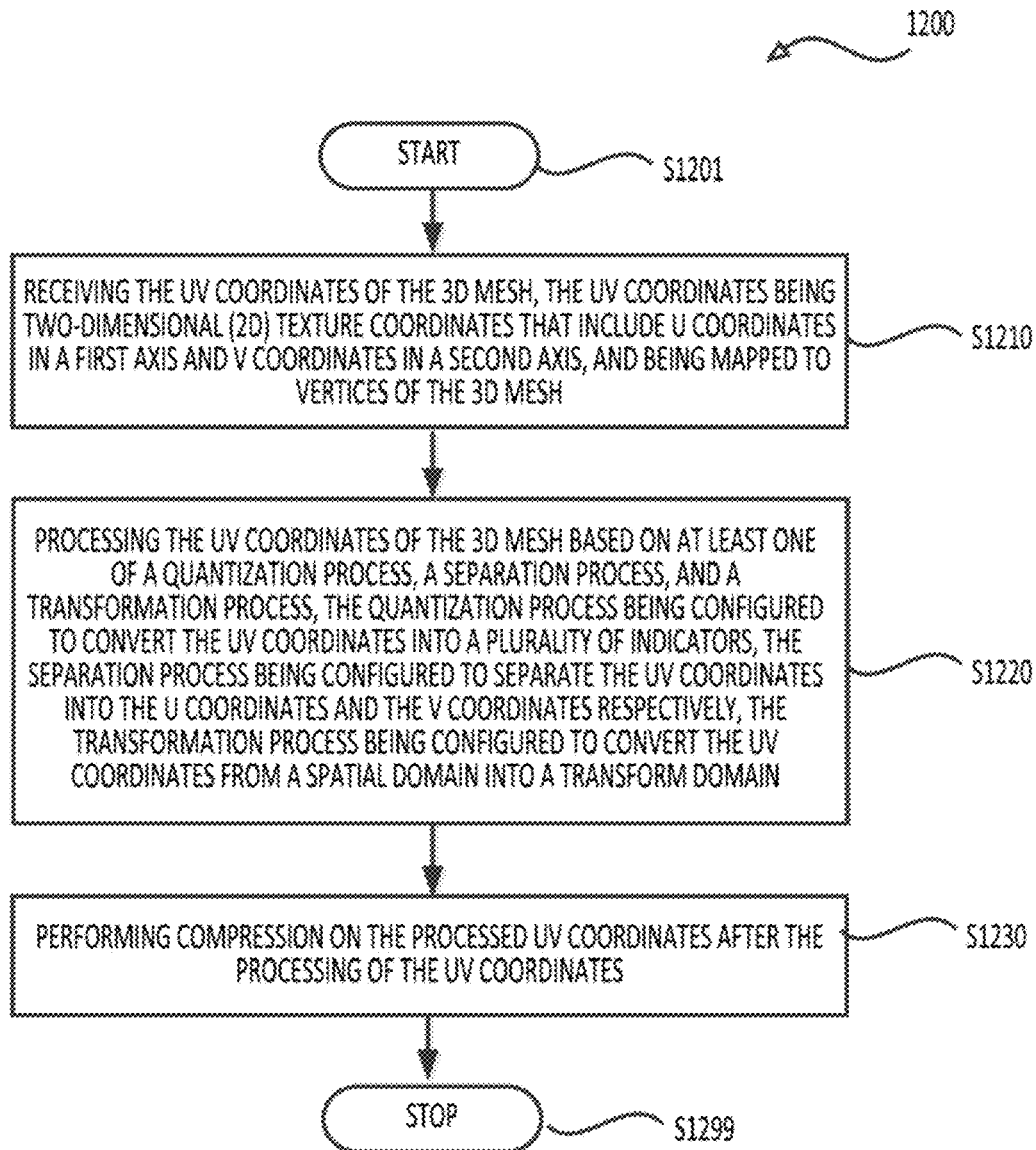 1200
START
S1201
RECEIVING THE UV COORDINATES OF THE 3D MESH, THE UV COORDINATES BEING
TWO-DIMENSIONAL (2D) TEXTURE COORDINATES THAT INCLUDE U COORDINATES
IN A FIRST AXIS AND V COORDINATES IN A SECOND AXIS, AND BEING MAPPED TO
VERTICES OF THE 3D MESH
S1210
PROCESSING THE UV COORDINATES OF THE 3D MESH BASED ON AT LEAST ONE
OF A QUANTIZATION PROCESS, A SEPARATION PROCESS, AND A
TRANSFORMATION PROCESS, THE QUANTIZATION PROCESS BEING CONFIGURED
TO CONVERT THE UV COORDINATES INTO A PLURALITY OF INDICATORS, THE
SEPARATION PROCESS BEING CONFIGURED TO SEPARATE THE UV COORDINATES
INTO THE U COORDINATES AND THE V COORDINATES RESPECTIVELY, THE
TRANSFORMATION PROCESS BEING CONFIGURED TO CONVERT THE UV
COORDINATES FROM A SPATIAL DOMAIN INTO A TRANSFORM DOMAIN
S1220
PERFORMING COMPRESSION ON THE PROCESSED UV COORDINATES AFTER THE
PROCESSING OF THE UV COORDINATES
S1230
STOP
S1299